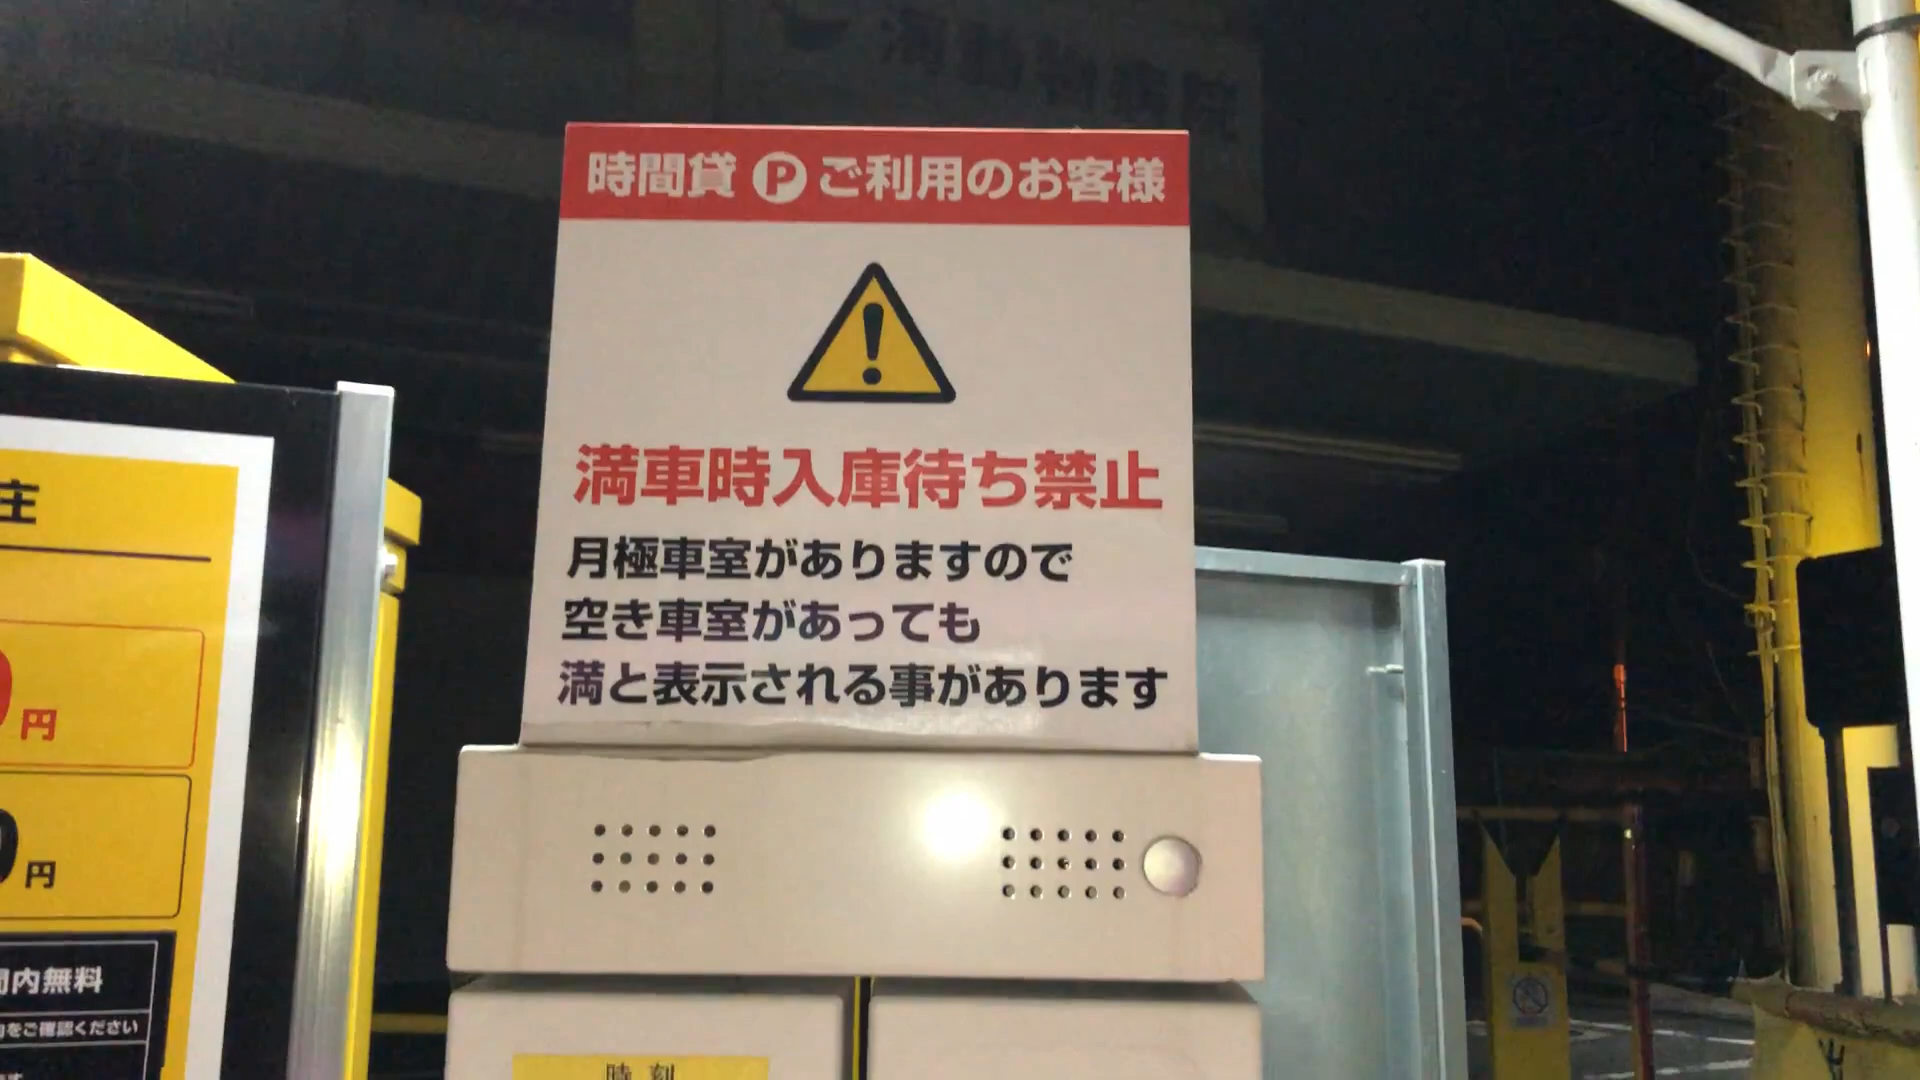 時間貸 P ご利用のお客様
満車時入庫待ち禁止
月極車室がありますので
空き車室があっても
満と表示される事があります
円
円
内無料
をご確認ください
時刻